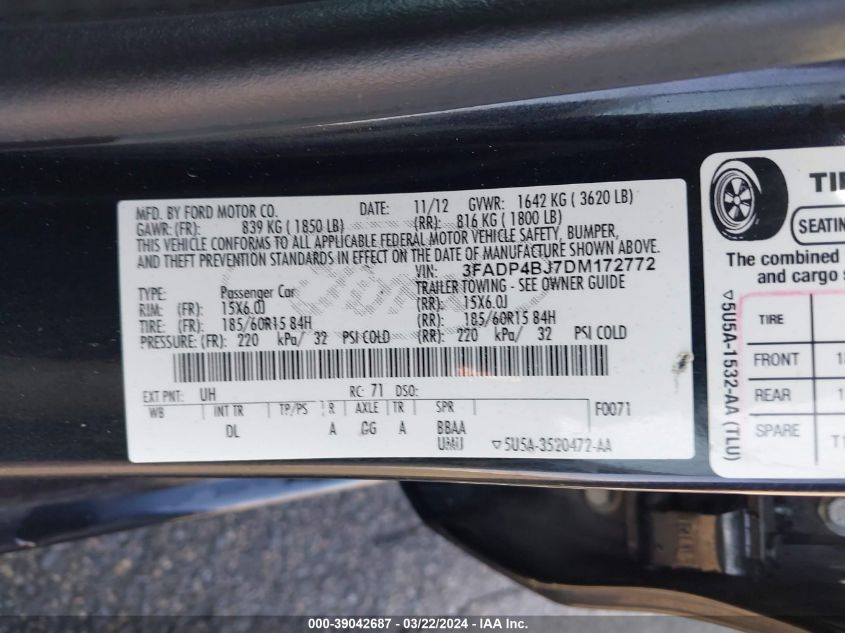 MFD. BY FORD MOTOR CO. DATE: 11/12 GVWR: 1642 KG ( 3620 LB)
GAWR: (FR): 839 KG ( 1850 LB) (RR): 816 KG ( 1800 LB)
THIS VEHICLE CONFORMS TO ALL APPLICABLE FEDERAL MOTOR VEHICLE SAFETY, BUMPER,
AND THEFT PREVENTION STANDARDS IN EFFECT ON THE DATE OF MANUFACTURE SHOWN ABOVE.
VIN: 3FADP4BJ7DM172772
TYPE: Passenger Car TRAILER TOWING - SEE OWNER GUIDE
RIM: (FR): 15X6.0J (RR): 15X6.0J
TIRE: (FR): 185/60R15 84H (RR): 185/60R15 84H
PRESSURE: (FR): 220 kPa/ 32 PSI COLD (RR): 220 kPa/ 32 PSI COLD
EXT PNT: UH RC: 71 DSO:
WB INT TR TP/PS R AXLE TR SPR F0071
DL A GG A BBAA
UMIJ ▽5U5A-3520472-AA
SEATING
The combined
and cargo
▽5U5A-1532-AA (TLU)
TIRE
FRONT
REAR
SPARE
000-39042687 - 03/22/2024 - IAA Inc.